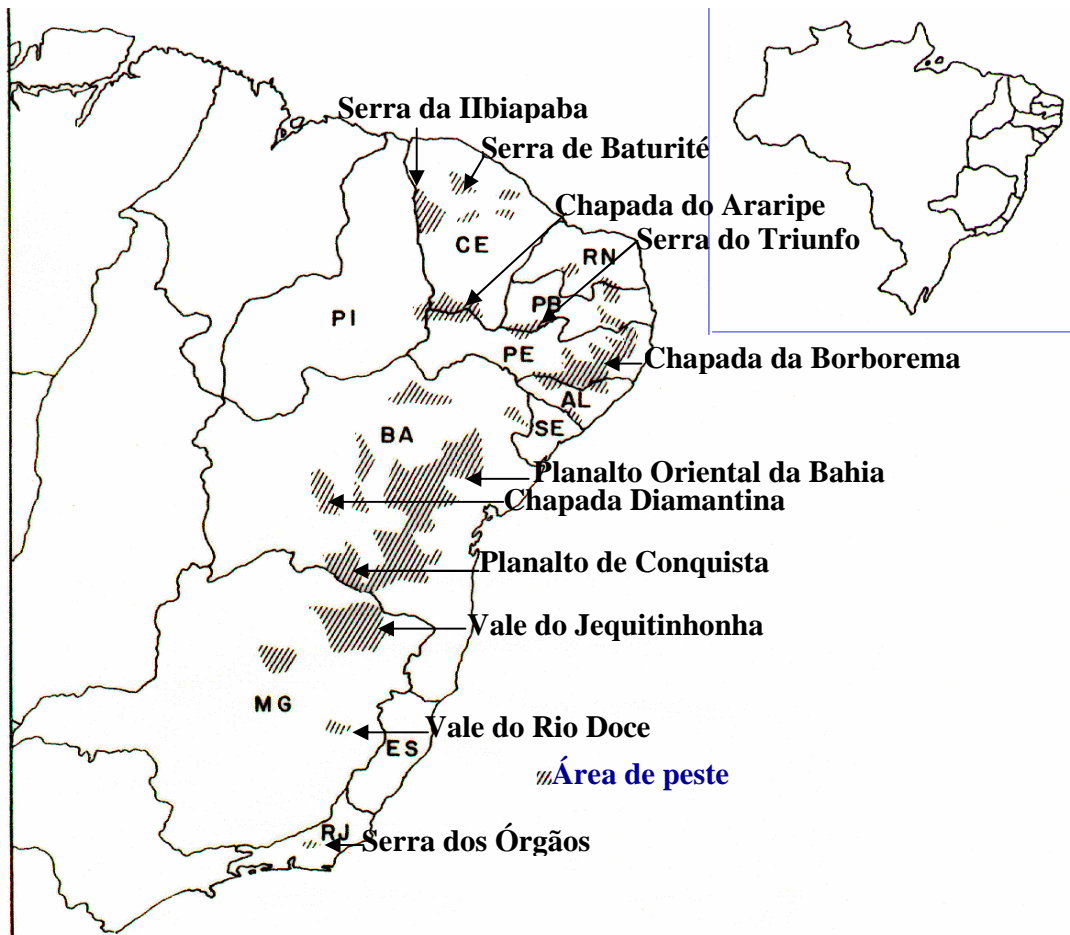 Serra da IIbiapaba
Serra de Baturité
Chapada do Araripe
Serra do Triunfo
CE
RN
PB
PI
PE
Chapada da Borborema
AL
SE
BA
Planalto Oriental da Bahia
Chapada Diamantina
Planalto de Conquista
Vale do Jequitinhonha
MG
Vale do Rio Doce
ES
Área de peste
RJ
Serra dos Órgãos